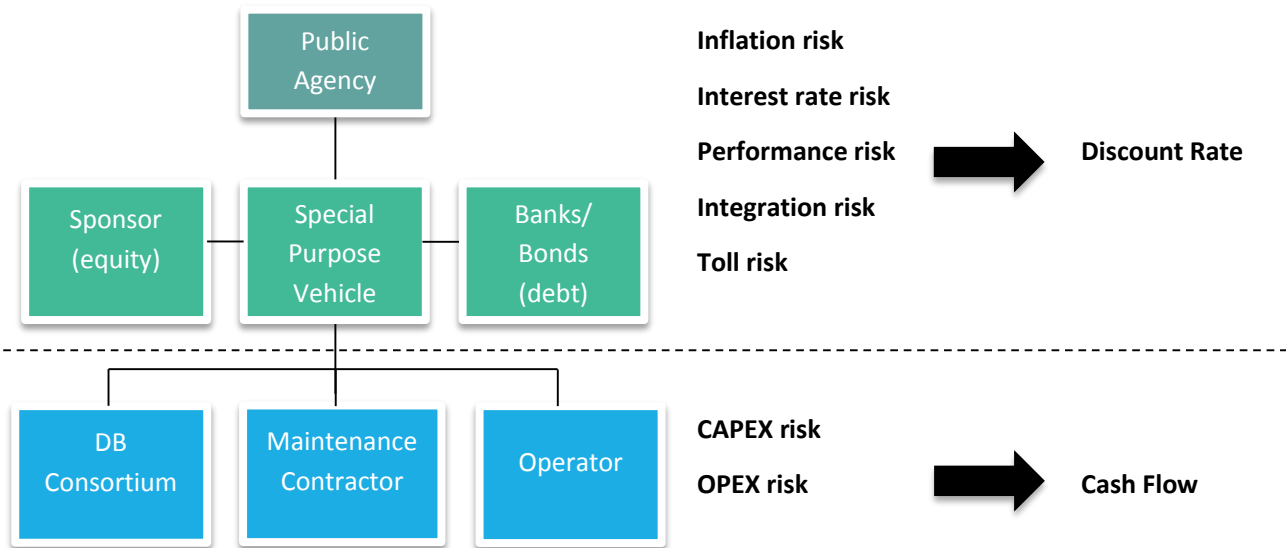 Public
Agency
Inflation risk
Interest rate risk
Performance risk
Discount Rate
Integration risk
Toll risk
Sponsor
(equity)
Special
Purpose
Vehicle
Banks/
Bonds
(debt)
DB
Consortium
Maintenance
Contractor
Operator
CAPEX risk
OPEX risk
Cash Flow